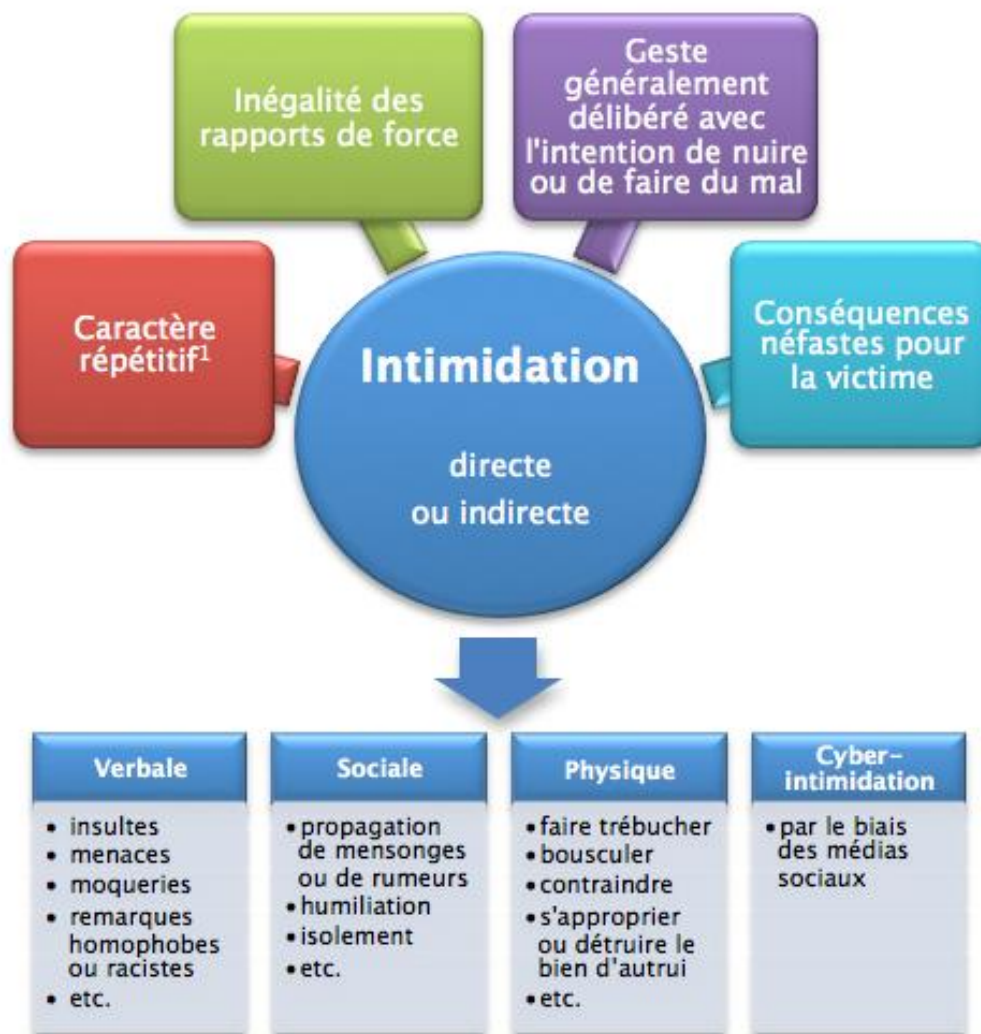 Inégalité des
rapports de force
Geste
généralement
délibéré avec
l'intention de nuire
ou de faire du mal
Caractère
répétitif¹
Conséquences
néfastes pour
la victime
Intimidation
directe
ou indirecte
Verbale
• insultes
• menaces
• moqueries
• remarques
homophobes
ou racistes
• etc.
Sociale
• propagation
de mensonges
ou de rumeurs
• humiliation
• isolement
• etc.
Physique
• faire trébucher
• bousculer
• contraindre
• s'approprier
ou détruire le
bien d'autrui
• etc.
Cyber-
intimidation
• par le biais
des médias
sociaux